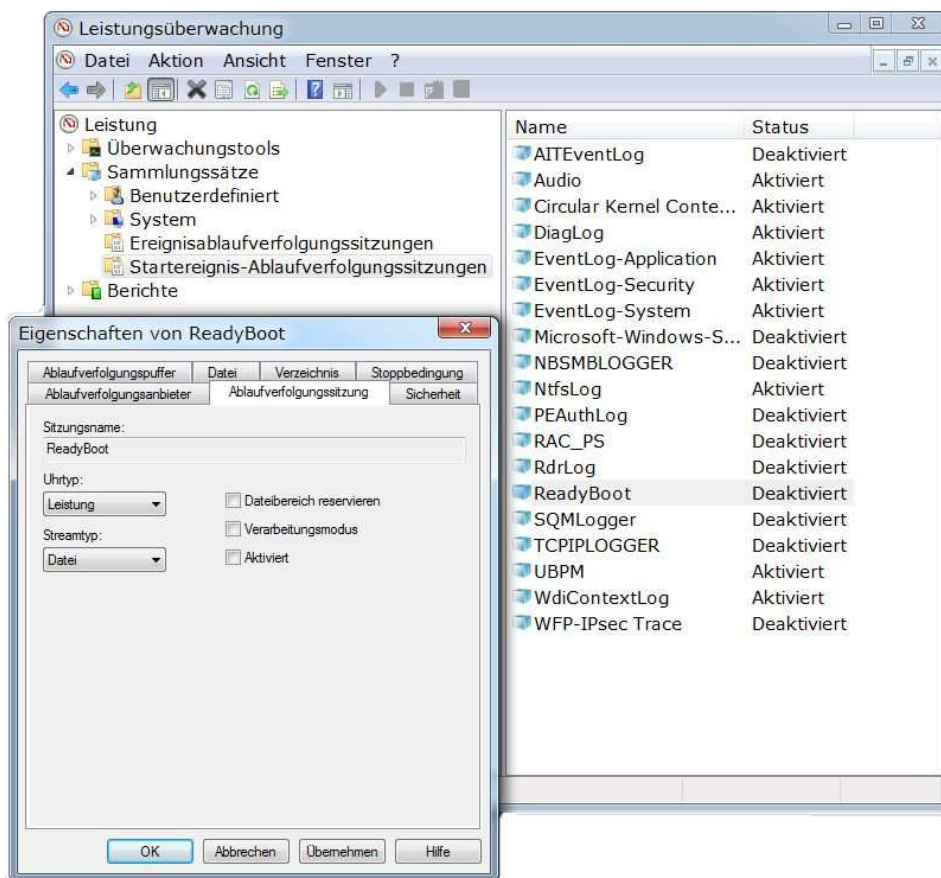 Leistungsüberwachung
Datei Aktion Ansicht Fenster ?
Leistung
Überwachungstools
Sammlungssätze
Benutzerdefiniert
System
Ereignisablaufverfolgungssitzungen
Startereignis-Ablaufverfolgungssitzungen
Berichte
Name Status
AITEventLog Deaktiviert
Audio Aktiviert
Circular Kernel Conte... Aktiviert
DiagLog Aktiviert
EventLog-Application Aktiviert
EventLog-Security Aktiviert
EventLog-System Aktiviert
Microsoft-Windows-S... Deaktiviert
NBSMBLOGGER Deaktiviert
NtfsLog Aktiviert
PEAuthLog Deaktiviert
RAC_PS Deaktiviert
RdrLog Deaktiviert
ReadyBoot Deaktiviert
SQMLogger Deaktiviert
TCPIPLOGGER Deaktiviert
UBPM Aktiviert
WdiContextLog Aktiviert
WFP-IPsec Trace Deaktiviert
Eigenschaften von ReadyBoot
Ablaufverfolgungspuffer Datei Verzeichnis Stoppbedingung
Ablaufverfolgungsanbieter Ablaufverfolgungssitzung Sicherheit
Sitzungsname:
ReadyBoot
Uhrtyp:
Leistung
Dateibereich reservieren
Verarbeitungsmodus
Streamtyp:
Datei
Aktiviert
OK Abbrechen Übernehmen Hilfe